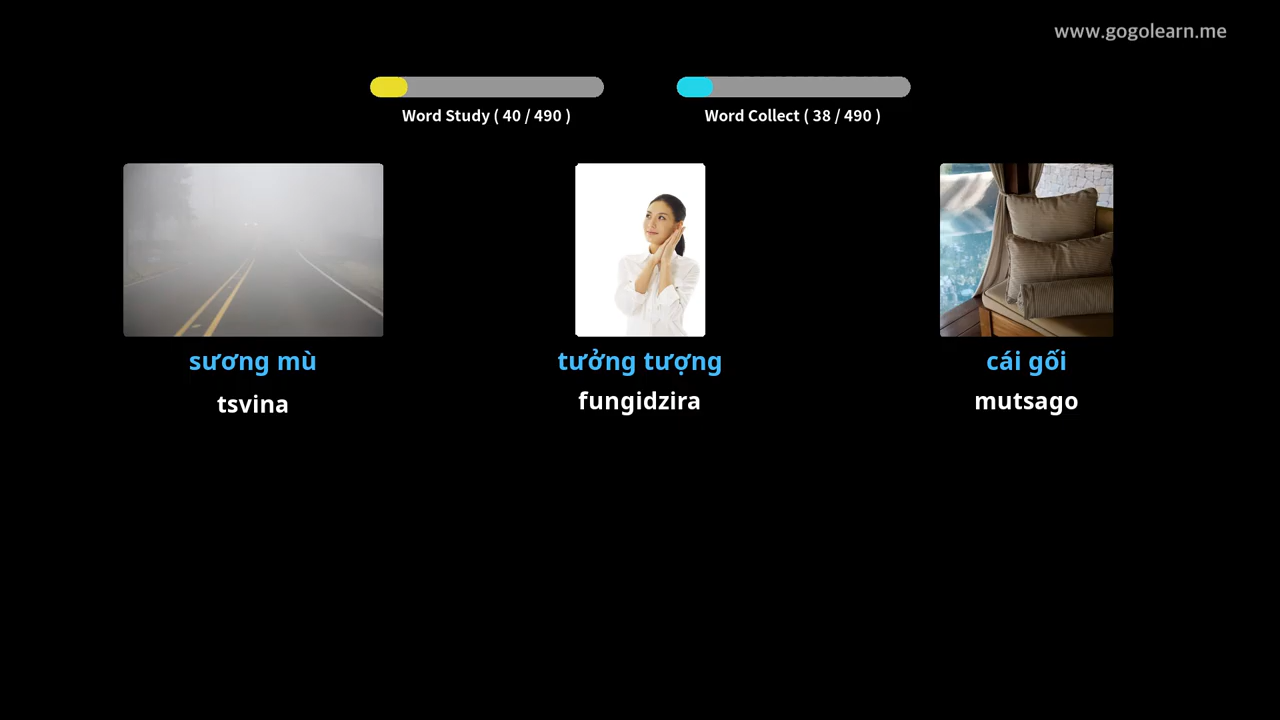 www.gogolearn.me
Word Study ( 40 / 490 )
Word Collect ( 38 / 490 )
sương mù
tưởng tượng
cái gối
tsvina
fungidzira
mutsago